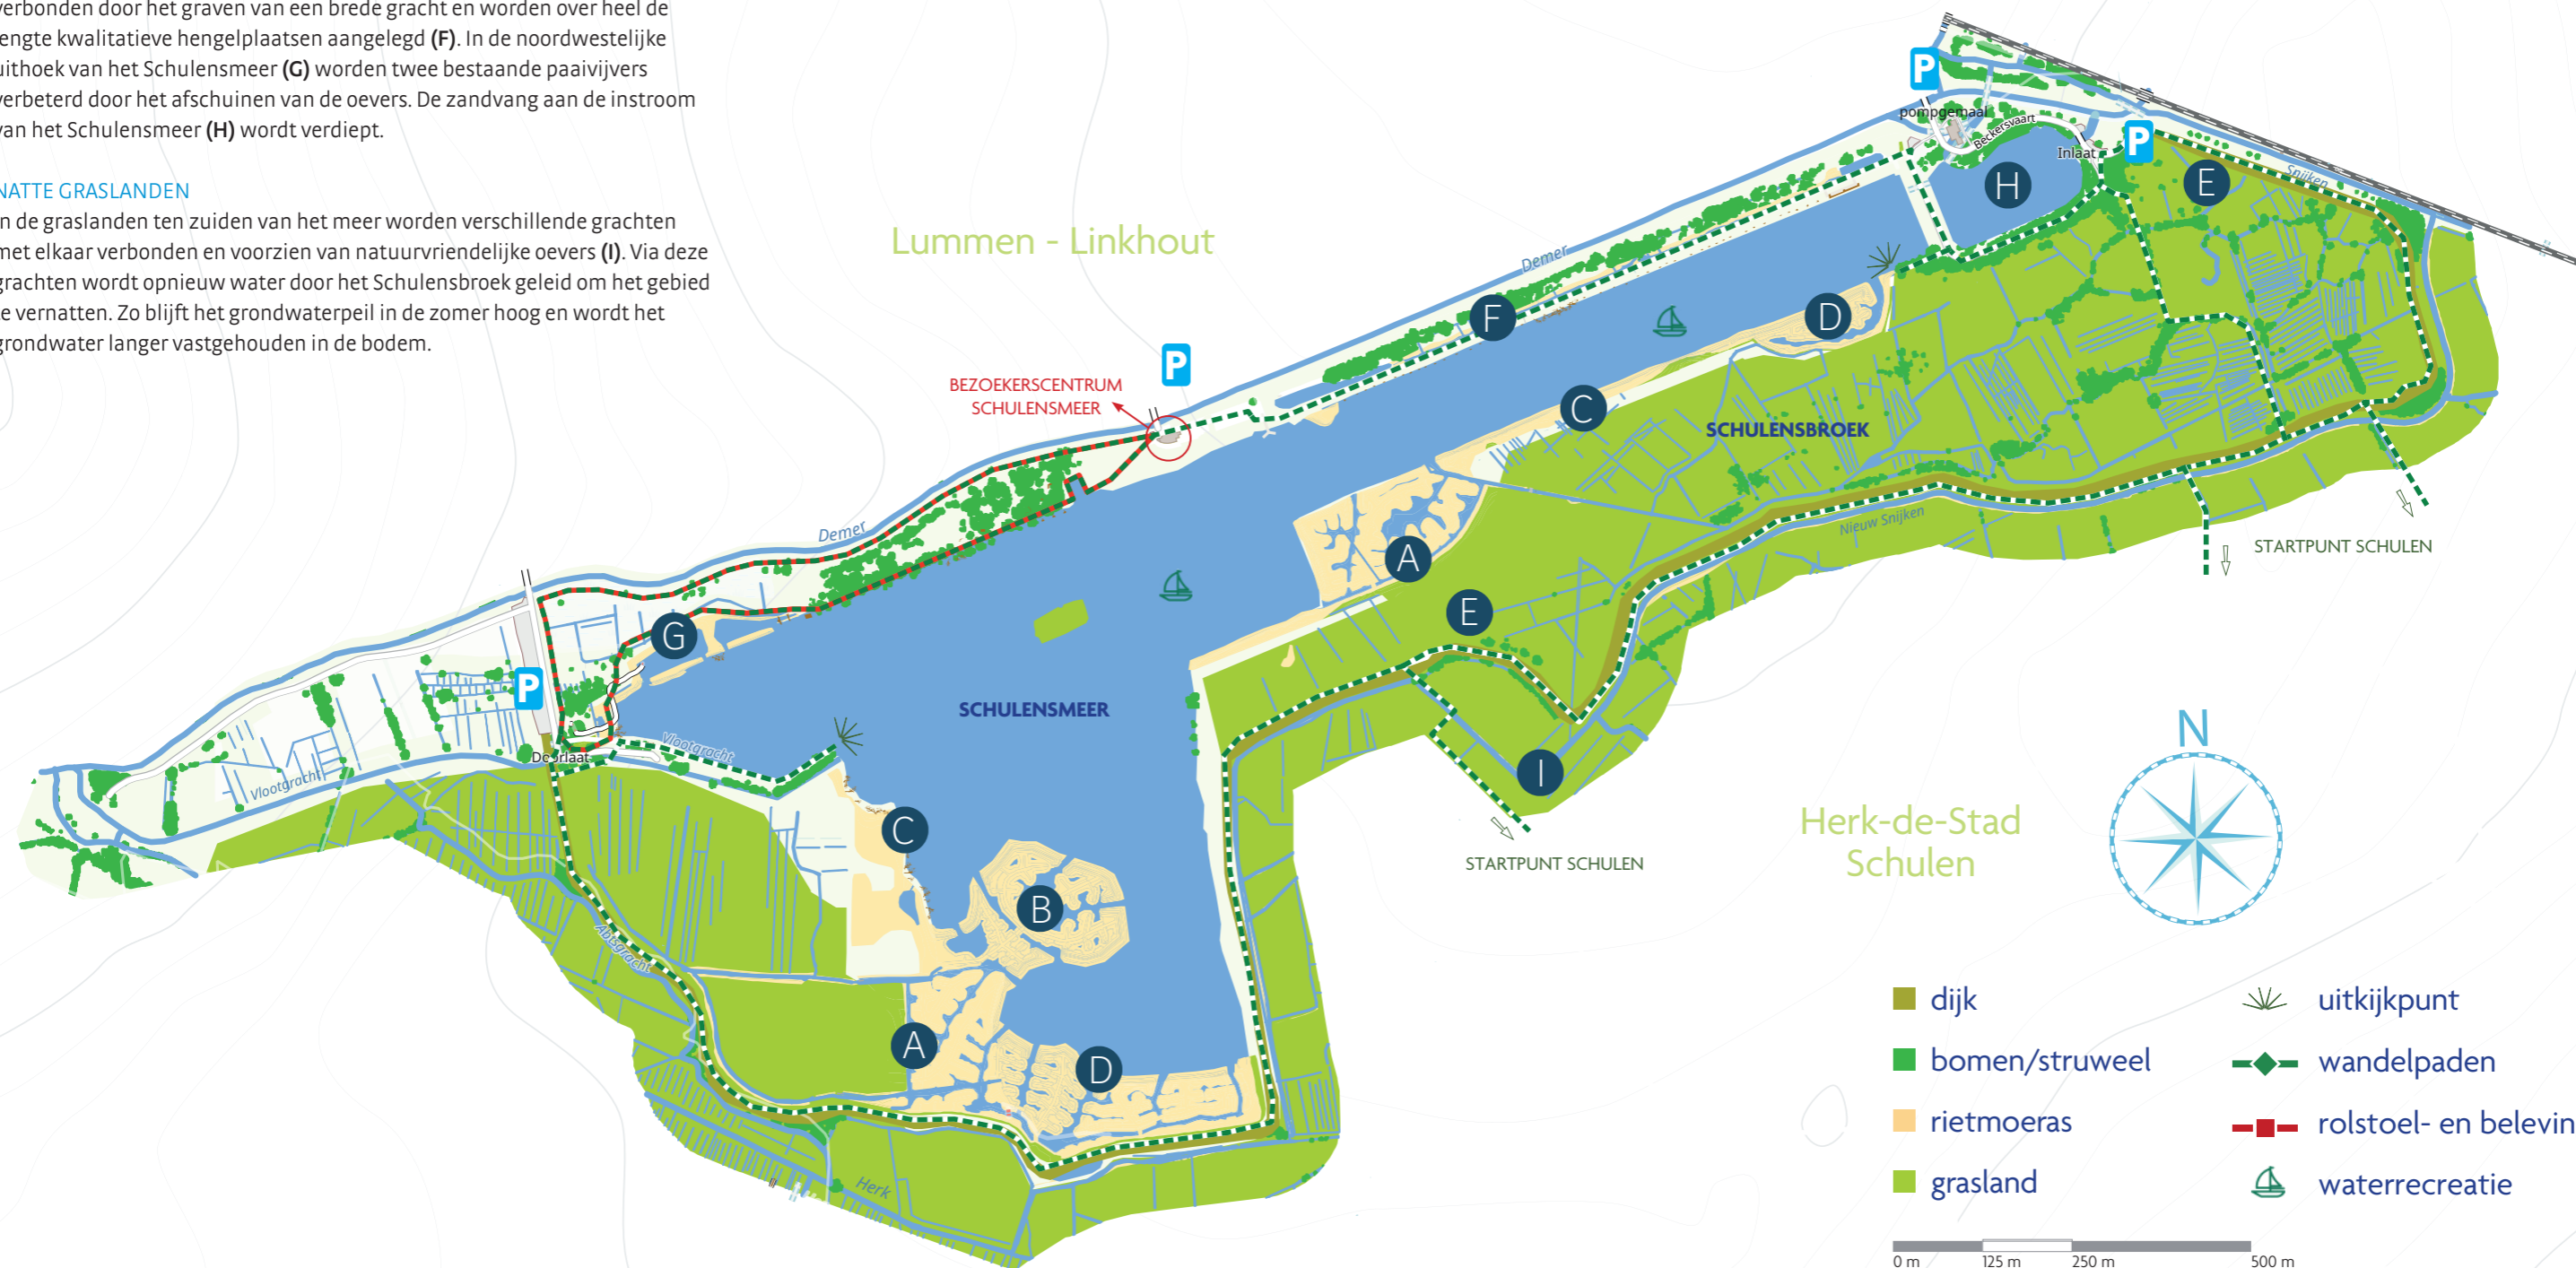 verbonden door het graven van een brede gracht en worden over heel de
lengte kwalitatieve hengelplaatsen aangelegd (F). In de noordwestelijke
uithoek van het Schulensmeer (G) worden twee bestaande paaivijvers
verbeterd door het afschuinen van de oevers. De zandvang aan de instroom
van het Schulensmeer (H) wordt verdiept.
NATTE GRASLANDEN
In de graslanden ten zuiden van het meer worden verschillende grachten
met elkaar verbonden en voorzien van natuurvriendelijke oevers (I). Via deze
grachten wordt opnieuw water door het Schulensbroek geleid om het gebied
te vernatten. Zo blijft het grondwaterpeil in de zomer hoog en wordt het
grondwater langer vastgehouden in de bodem.
Lummen - Linkhout
P
pompgemaal
Beckersvaart
Inlaat
P
H
E
Snijken
Demer
F
D
C
SCHULENSBROEK
P
BEZOEKERSCENTRUM
SCHULENSMEER
Demer
A
Nieuw Snijken
STARTPUNT SCHULEN
E
G
P
SCHULENSMEER
Vlootgracht
Doorlaat
Vlootgracht
I
C
STARTPUNT SCHULEN
Herk-de-Stad
Schulen
N
B
Abtsgracht
A
D
Herk
dijk
bomen/struweel
rietmoeras
grasland
uitkijkpunt
wandelpaden
rolstoel- en belevin
waterrecreatie
0 m 125 m 250 m 500 m